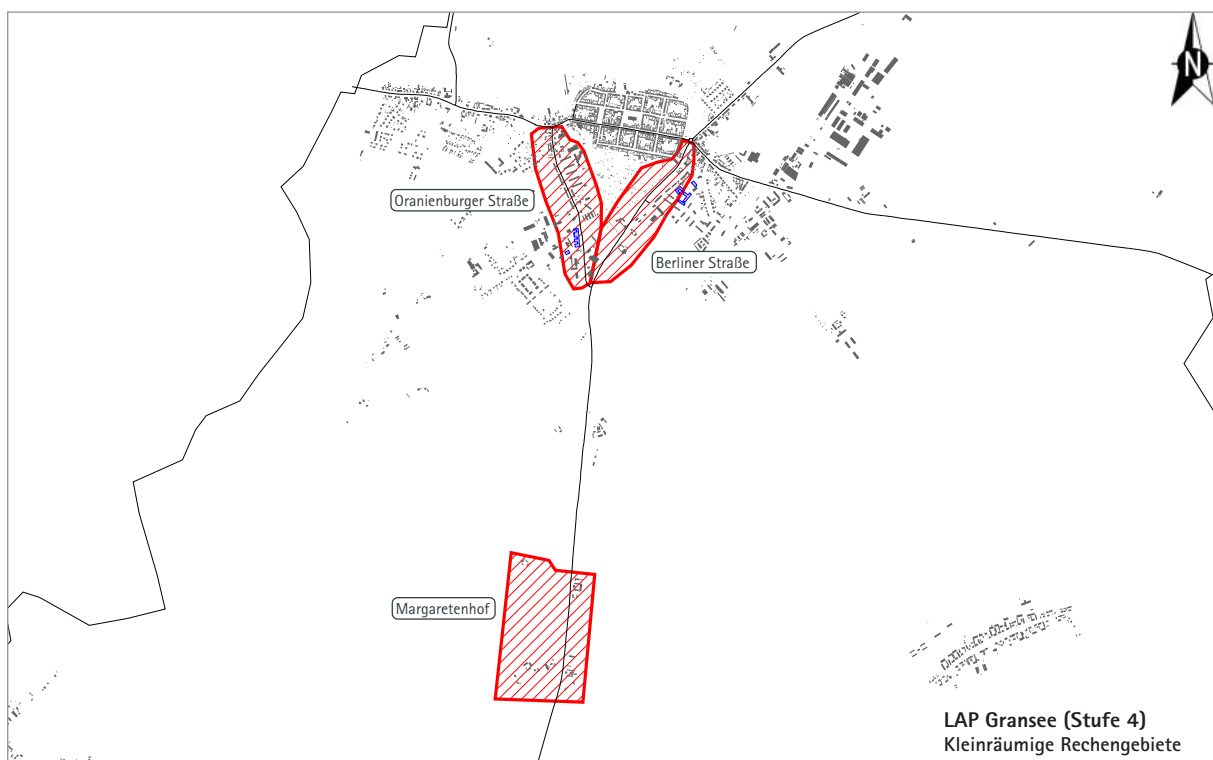 N
Oranienburger Straße
Berliner Straße
Margaretenhof
LAP Gransee (Stufe 4)
Kleinräumige Rechengebiete